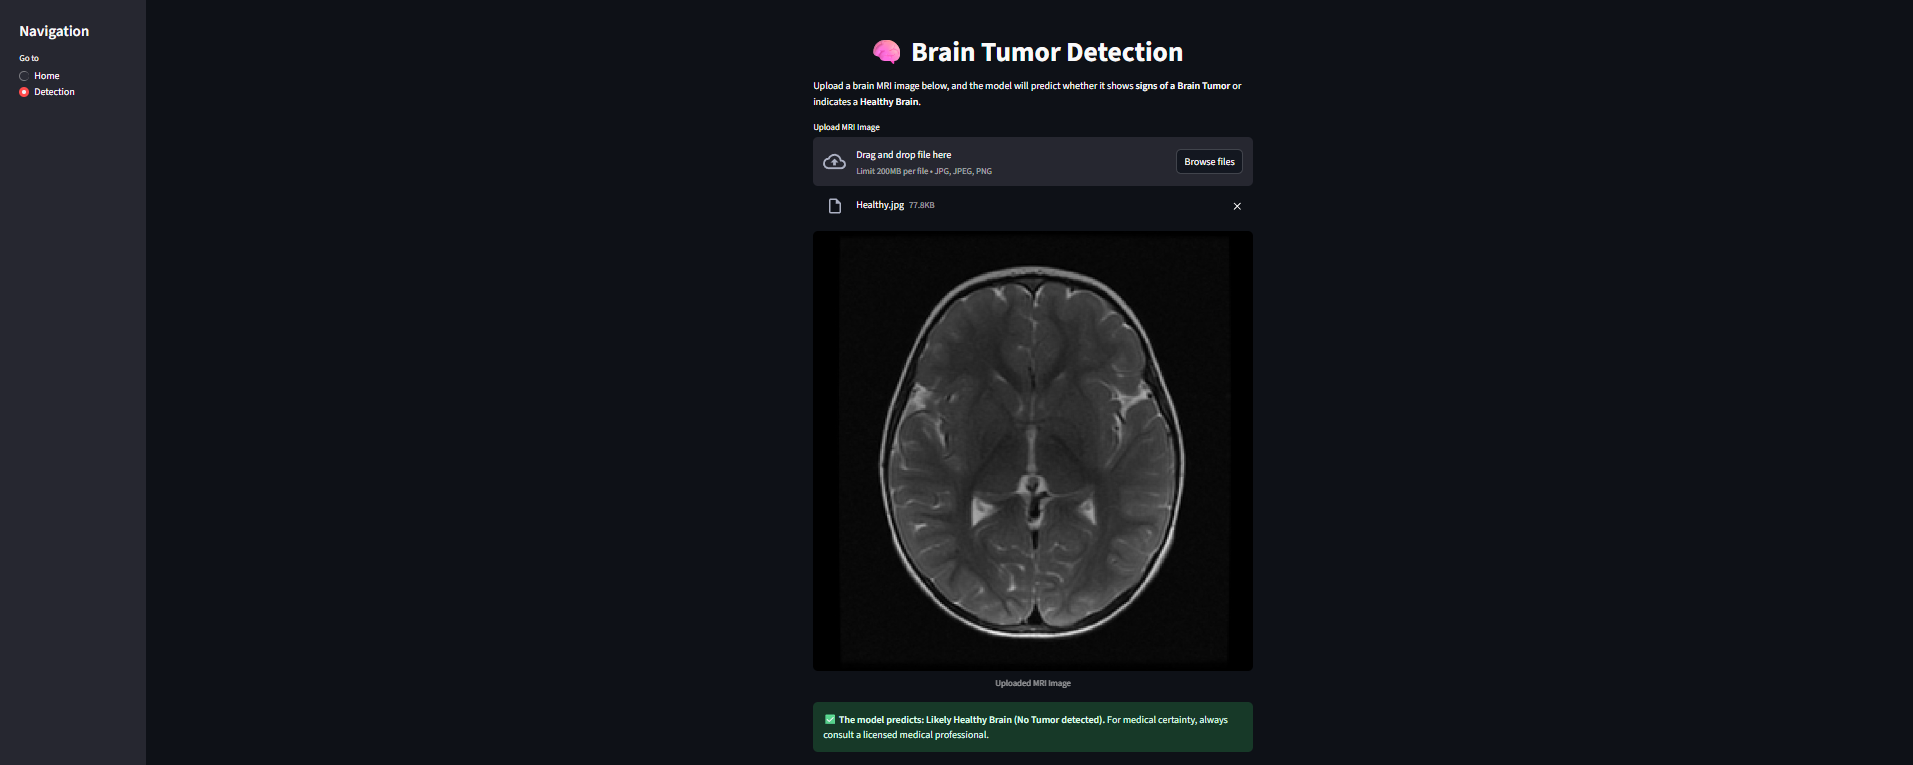 Navigation
Go to
Home
Detection
Brain Tumor Detection
Upload a brain MRI image below, and the model will predict whether it shows signs of a Brain Tumor or
indicates a Healthy Brain.
Upload MRI Image
Drag and drop file here
Limit 200MB per file • JPG, JPEG, PNG
Browse files
Healthy.jpg 77.8KB
Uploaded MRI Image
The model predicts: Likely Healthy Brain (No Tumor detected). For medical certainty, always
consult a licensed medical professional.